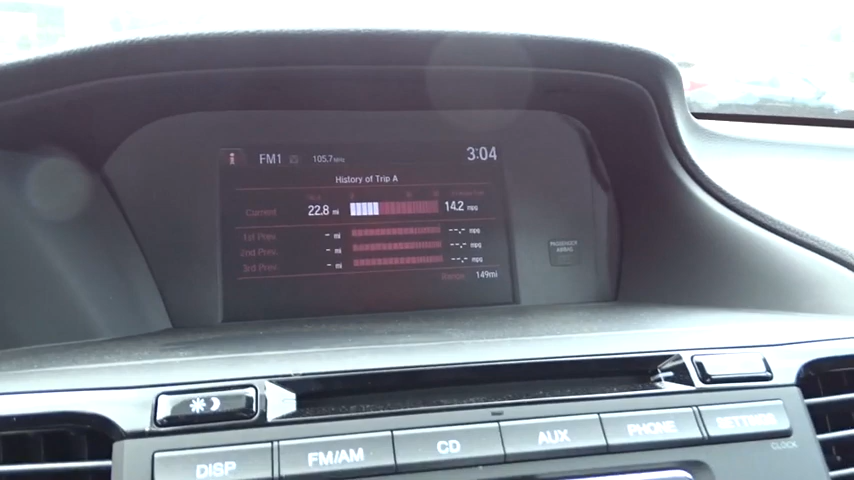 FM1 105.7 MHz 3:04
History of Trip A
Current 22.8 mi 14.2 mpg
1st Prev. - mi --.- mpg
2nd Prev. - mi --.- mpg
3rd Prev. - mi --.- mpg
Range 149mi
PASSENGER
AIRBAG
DISP FM/AM CD AUX PHONE SETTINGS
CLOCK